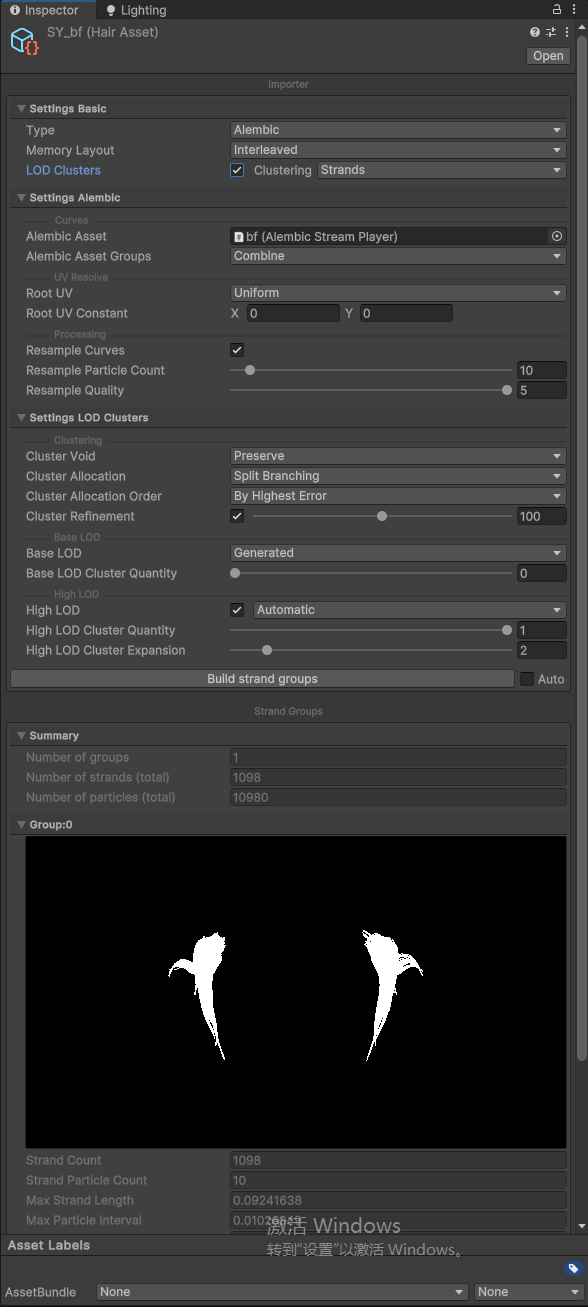 Inspector Lighting
SY_bf (Hair Asset)
Open
Importer
Settings Basic
Type Alembic
Memory Layout Interleaved
LOD Clusters Clustering Strands
Settings Alembic
Curves
Alembic Asset bf (Alembic Stream Player)
Alembic Asset Groups Combine
UV Resolve
Root UV Uniform
Root UV Constant X 0 Y 0
Processing
Resample Curves
Resample Particle Count 10
Resample Quality 5
Settings LOD Clusters
Clustering
Cluster Void Preserve
Cluster Allocation Split Branching
Cluster Allocation Order By Highest Error
Cluster Refinement 100
Base LOD
Base LOD Generated
Base LOD Cluster Quantity 0
High LOD
High LOD Automatic
High LOD Cluster Quantity 1
High LOD Cluster Expansion 2
Build strand groups Auto
Strand Groups
Summary
Number of groups 1
Number of strands (total) 1098
Number of particles (total) 10980
Group:0
Strand Count 1098
Strand Particle Count 10
Max Strand Length 0.09241638
Max Particle Interval
激活 Windows
Asset Labels
转到"设置"以激活 Windows。
AssetBundle None None